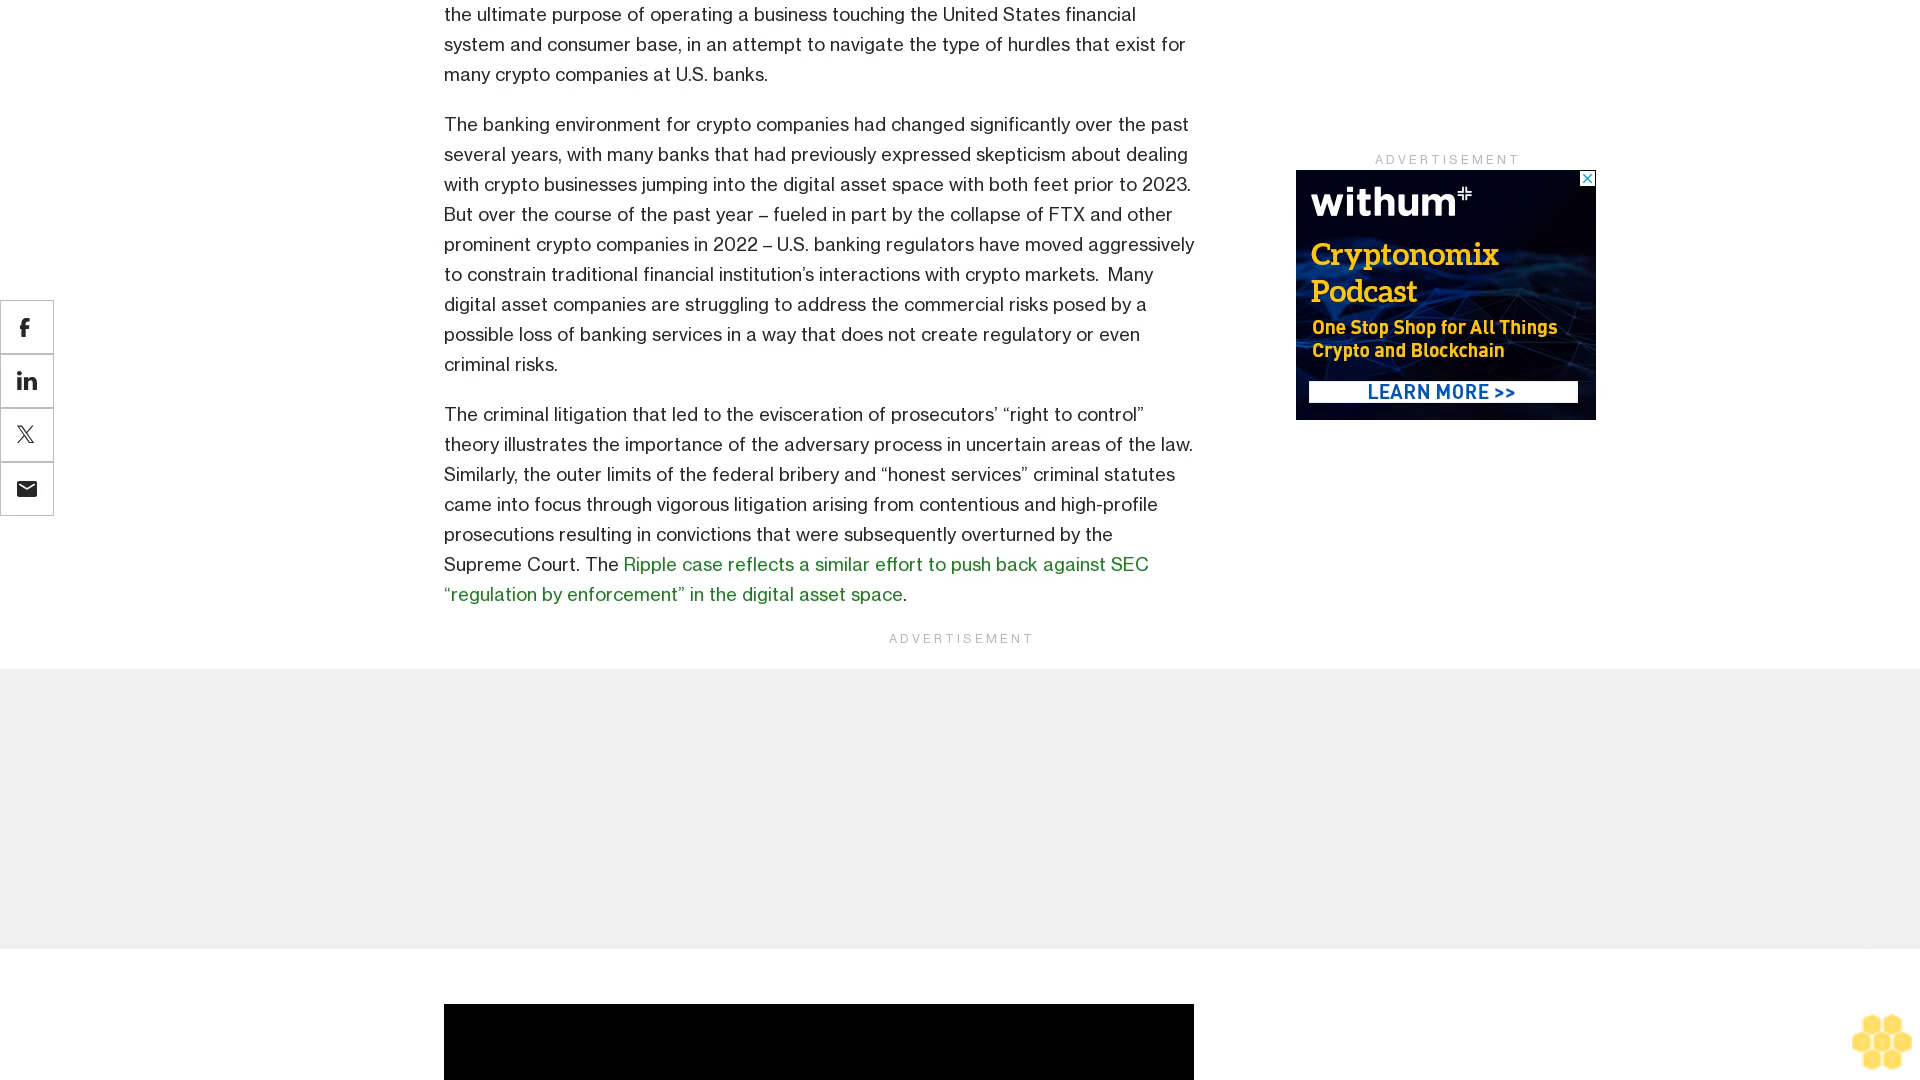 the ultimate purpose of operating a business touching the United States financial
system and consumer base, in an attempt to navigate the type of hurdles that exist for
many crypto companies at U.S. banks.
The banking environment for crypto companies had changed significantly over the past
several years, with many banks that had previously expressed skepticism about dealing
with crypto businesses jumping into the digital asset space with both feet prior to 2023.
But over the course of the past year – fueled in part by the collapse of FTX and other
prominent crypto companies in 2022 – U.S. banking regulators have moved aggressively
to constrain traditional financial institution’s interactions with crypto markets.  Many
digital asset companies are struggling to address the commercial risks posed by a
possible loss of banking services in a way that does not create regulatory or even
criminal risks.
The criminal litigation that led to the evisceration of prosecutors’ “right to control”
theory illustrates the importance of the adversary process in uncertain areas of the law.
Similarly, the outer limits of the federal bribery and “honest services” criminal statutes
came into focus through vigorous litigation arising from contentious and high-profile
prosecutions resulting in convictions that were subsequently overturned by the
Supreme Court. The Ripple case reflects a similar effort to push back against SEC
“regulation by enforcement” in the digital asset space.
ADVERTISEMENT
withum
Cryptonomix
Podcast
One Stop Shop for All Things
Crypto and Blockchain
LEARN MORE >>
ADVERTISEMENT